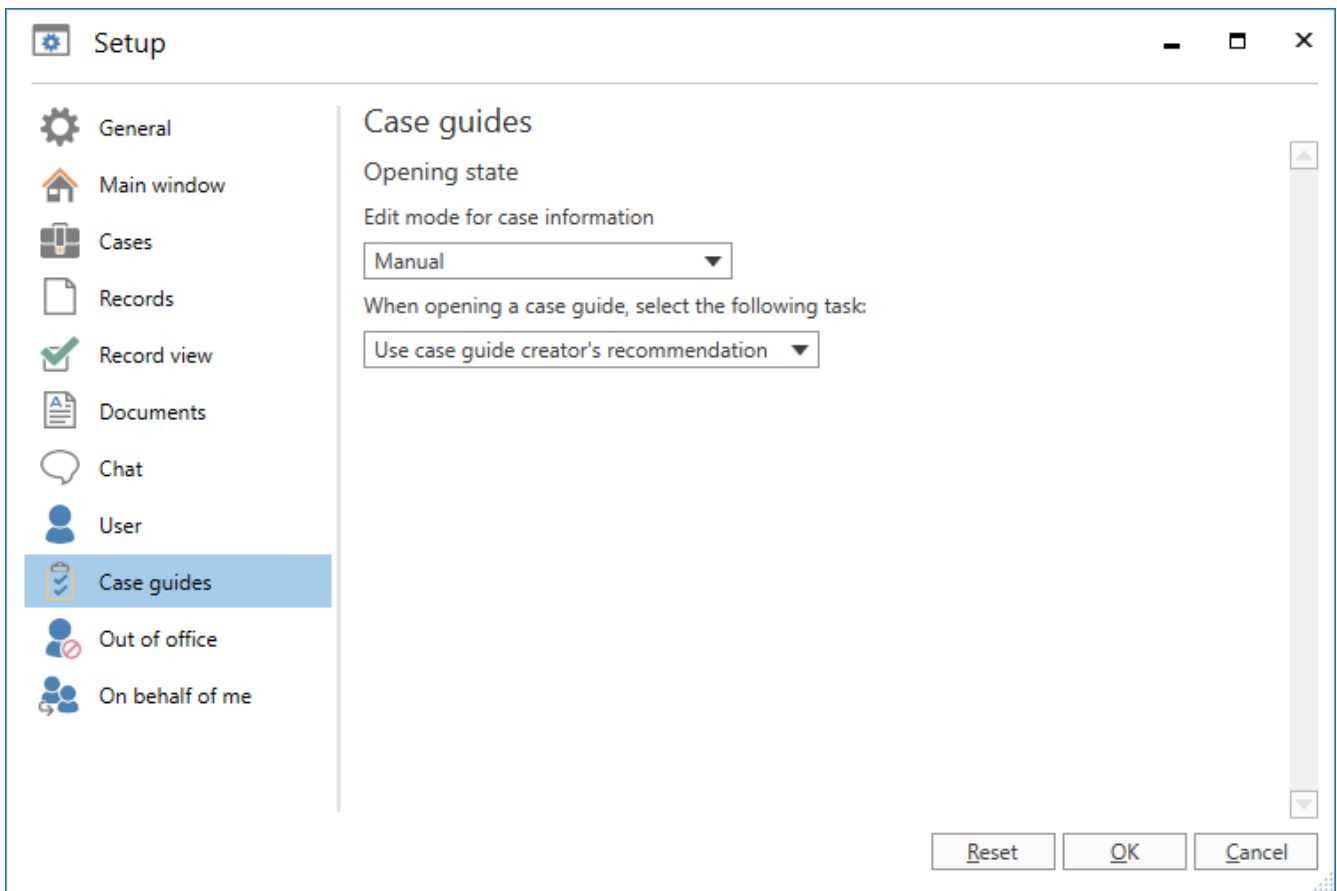 Setup
General
Main window
Cases
Records
Record view
Documents
Chat
User
Case guides
Out of office
On behalf of me
Case guides
Opening state
Edit mode for case information
Manual
When opening a case guide, select the following task:
Use case guide creator's recommendation
Reset
OK
Cancel